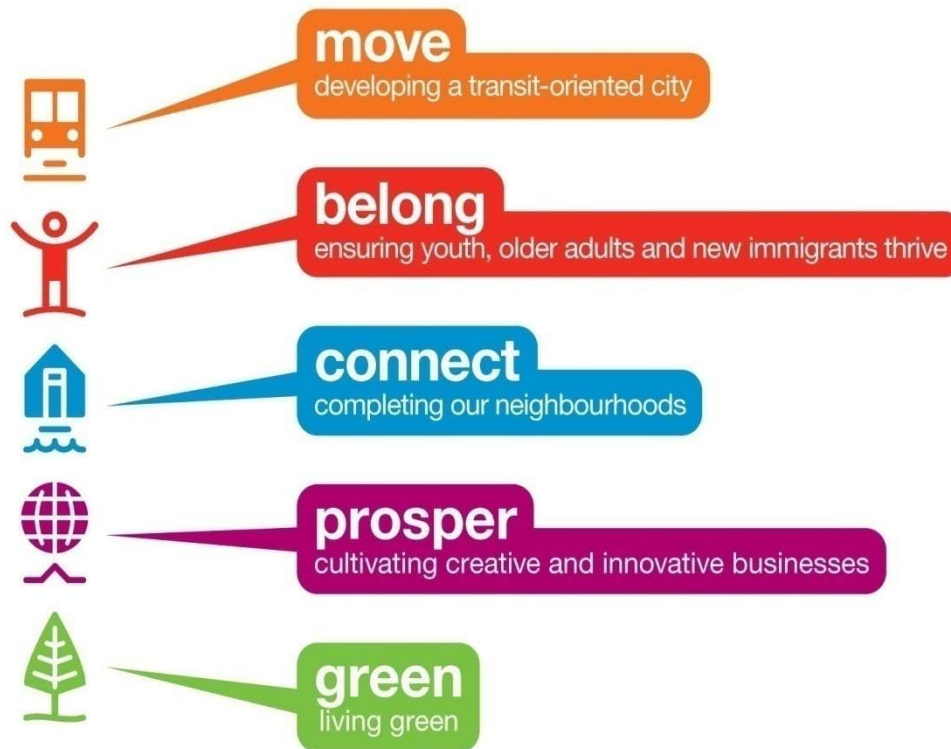 move
developing a transit-oriented city
belong
ensuring youth, older adults and new immigrants thrive
connect
completing our neighbourhoods
prosper
cultivating creative and innovative businesses
green
living green